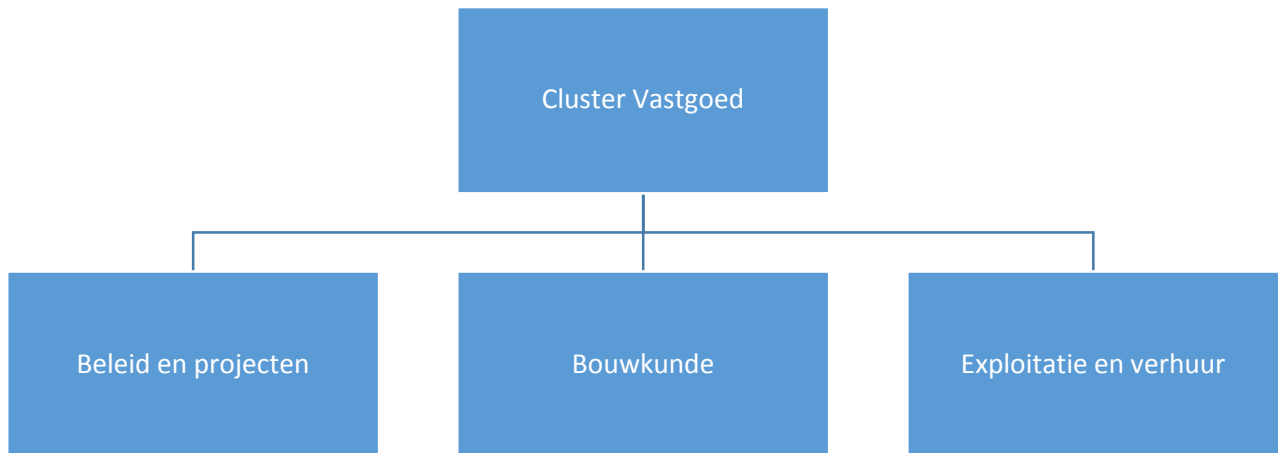 Cluster Vastgoed
Beleid en projecten
Bouwkunde
Exploitatie en verhuur